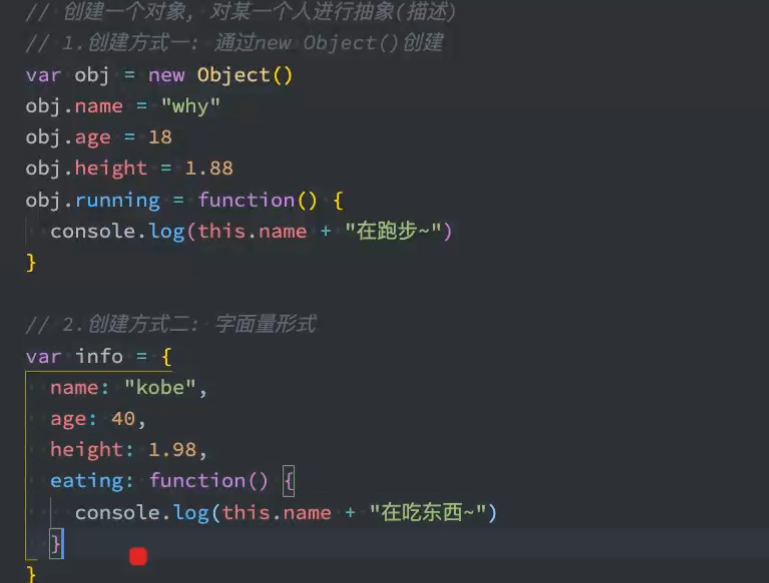 // 创建一个对象, 对某一个人进行抽象(描述)
// 1.创建方式一: 通过new Object()创建
var obj = new Object()
obj.name = "why"
obj.age = 18
obj.height = 1.88
obj.running = function() {
  console.log(this.name + "在跑步~")
}
// 2.创建方式二: 字面量形式
var info = {
  name: "kobe",
  age: 40,
  height: 1.98,
  eating: function() {
    console.log(this.name + "在吃东西~")
  }
}